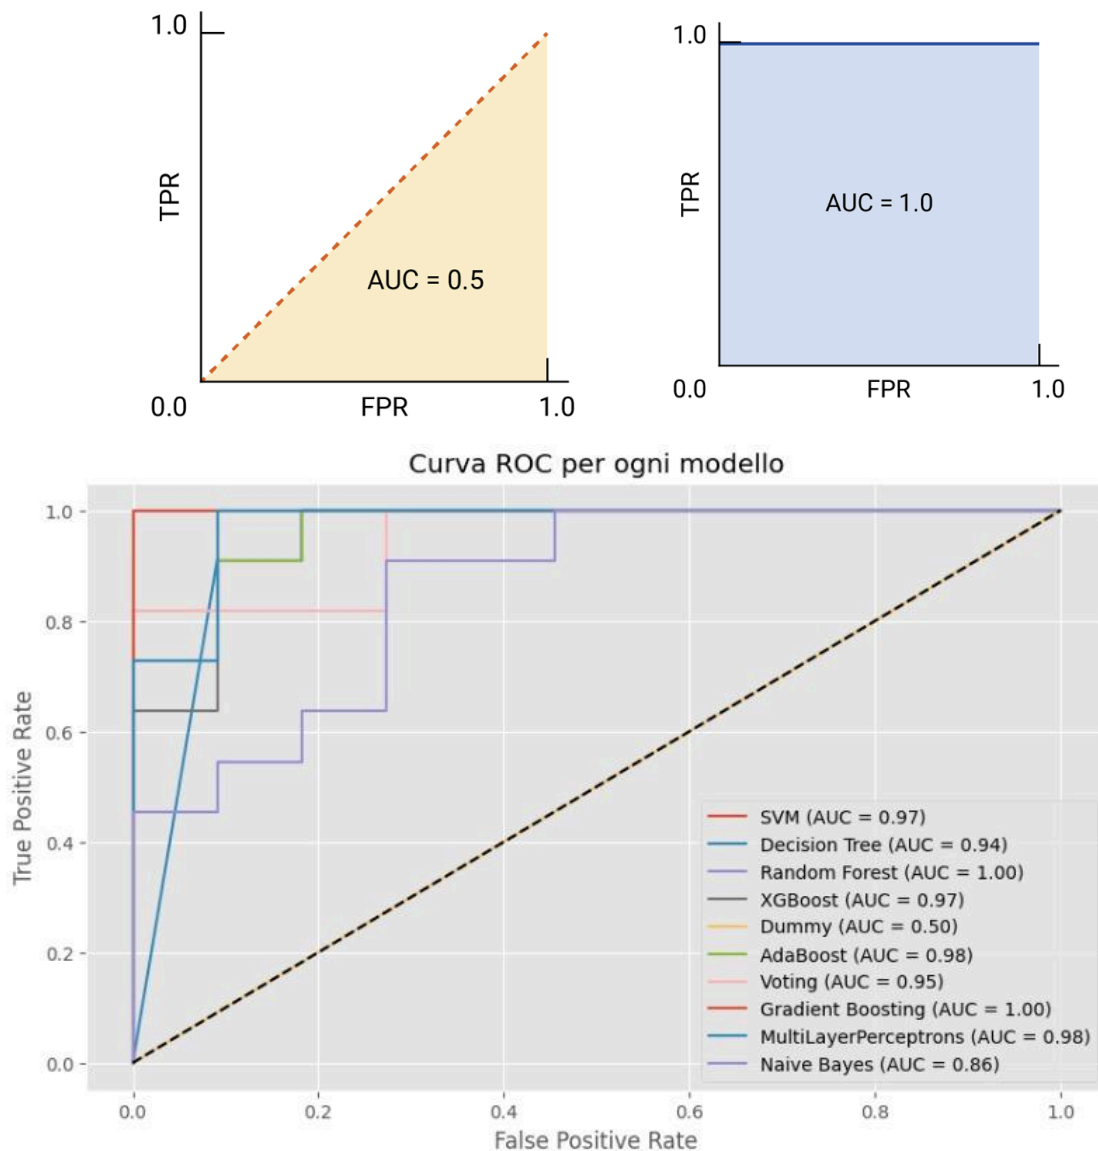 1.0
TPR
AUC = 0.5
0.0
FPR
1.0
1.0
TPR
AUC = 1.0
0.0
FPR
1.0
Curva ROC per ogni modello
True Positive Rate
1.0
0.8
0.6
0.4
0.2
0.0
SVM (AUC = 0.97)
Decision Tree (AUC = 0.94)
Random Forest (AUC = 1.00)
XGBoost (AUC = 0.97)
Dummy (AUC = 0.50)
AdaBoost (AUC = 0.98)
Voting (AUC = 0.95)
Gradient Boosting (AUC = 1.00)
MultiLayerPerceptrons (AUC = 0.98)
Naive Bayes (AUC = 0.86)
0.0
0.2
0.4
0.6
0.8
1.0
False Positive Rate